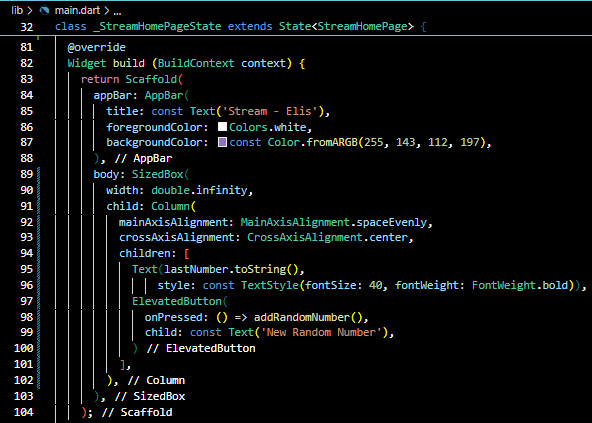 lib > main.dart > ...
32 class _StreamHomePageState extends State<StreamHomePage> {
81 @override
82 Widget build (BuildContext context) {
83 return Scaffold(
84 appBar: AppBar(
85 title: const Text('Stream - Elis'),
86 foregroundColor: Colors.white,
87 backgroundColor: const Color.fromARGB(255, 143, 112, 197),
88 ), // AppBar
89 body: SizedBox(
90 width: double.infinity,
91 child: Column(
92 mainAxisAlignment: MainAxisAlignment.spaceEvenly,
93 crossAxisAlignment: CrossAxisAlignment.center,
94 children: [
95 Text(lastNumber.toString(),
96 style: const TextStyle(fontSize: 40, fontWeight: FontWeight.bold)),
97 ElevatedButton(
98 onPressed: () => addRandomNumber(),
99 child: const Text('New Random Number'),
100 ) // ElevatedButton
101 ],
102 ), // Column
103 ), // SizedBox
104 ); // Scaffold